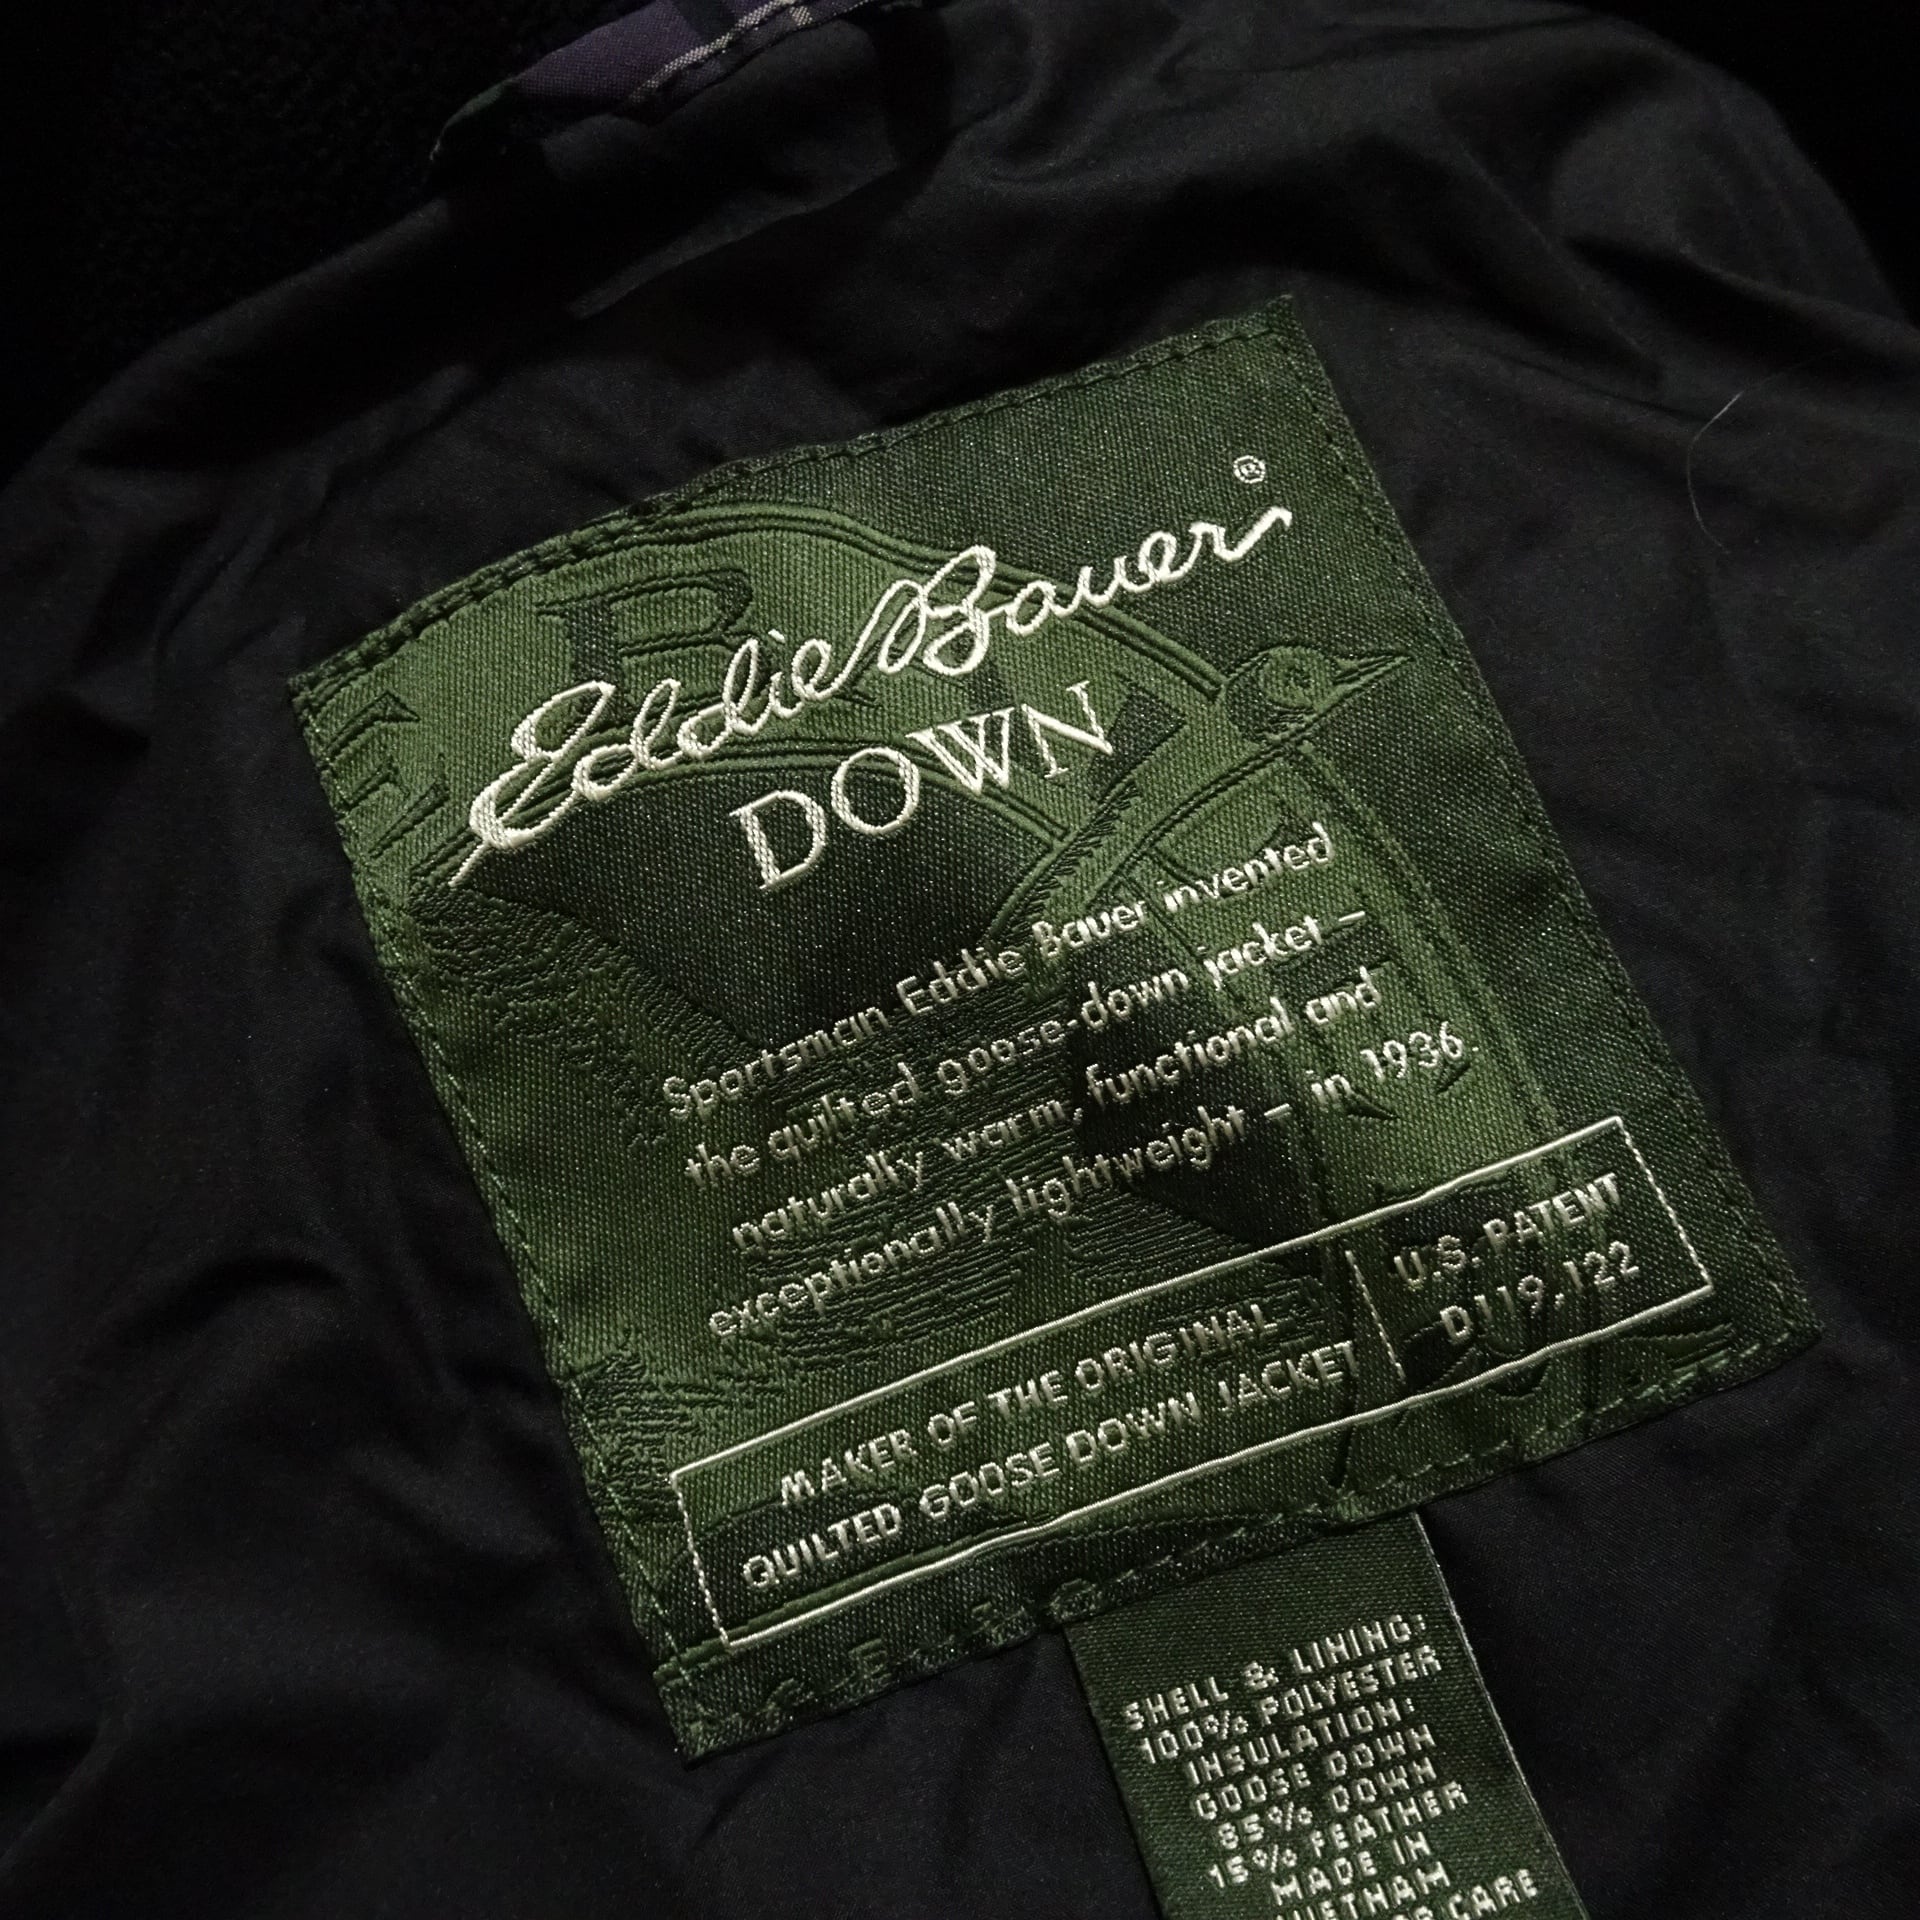 Eddie Bauer®
DOWN
Sportsman Eddie Bauer invented
the quilted goose-down jacket –
naturally warm, functional and
exceptionally lightweight – in 1936.
MAKER OF THE ORIGINAL
QUILTED GOOSE DOWN JACKET
U.S. PATENT
D119,122
SHELL & LINING:
100% POLYESTER
INSULATION:
GOOSE DOWN
85% DOWN
15% FEATHER
MADE IN
VIETNAM
CARE